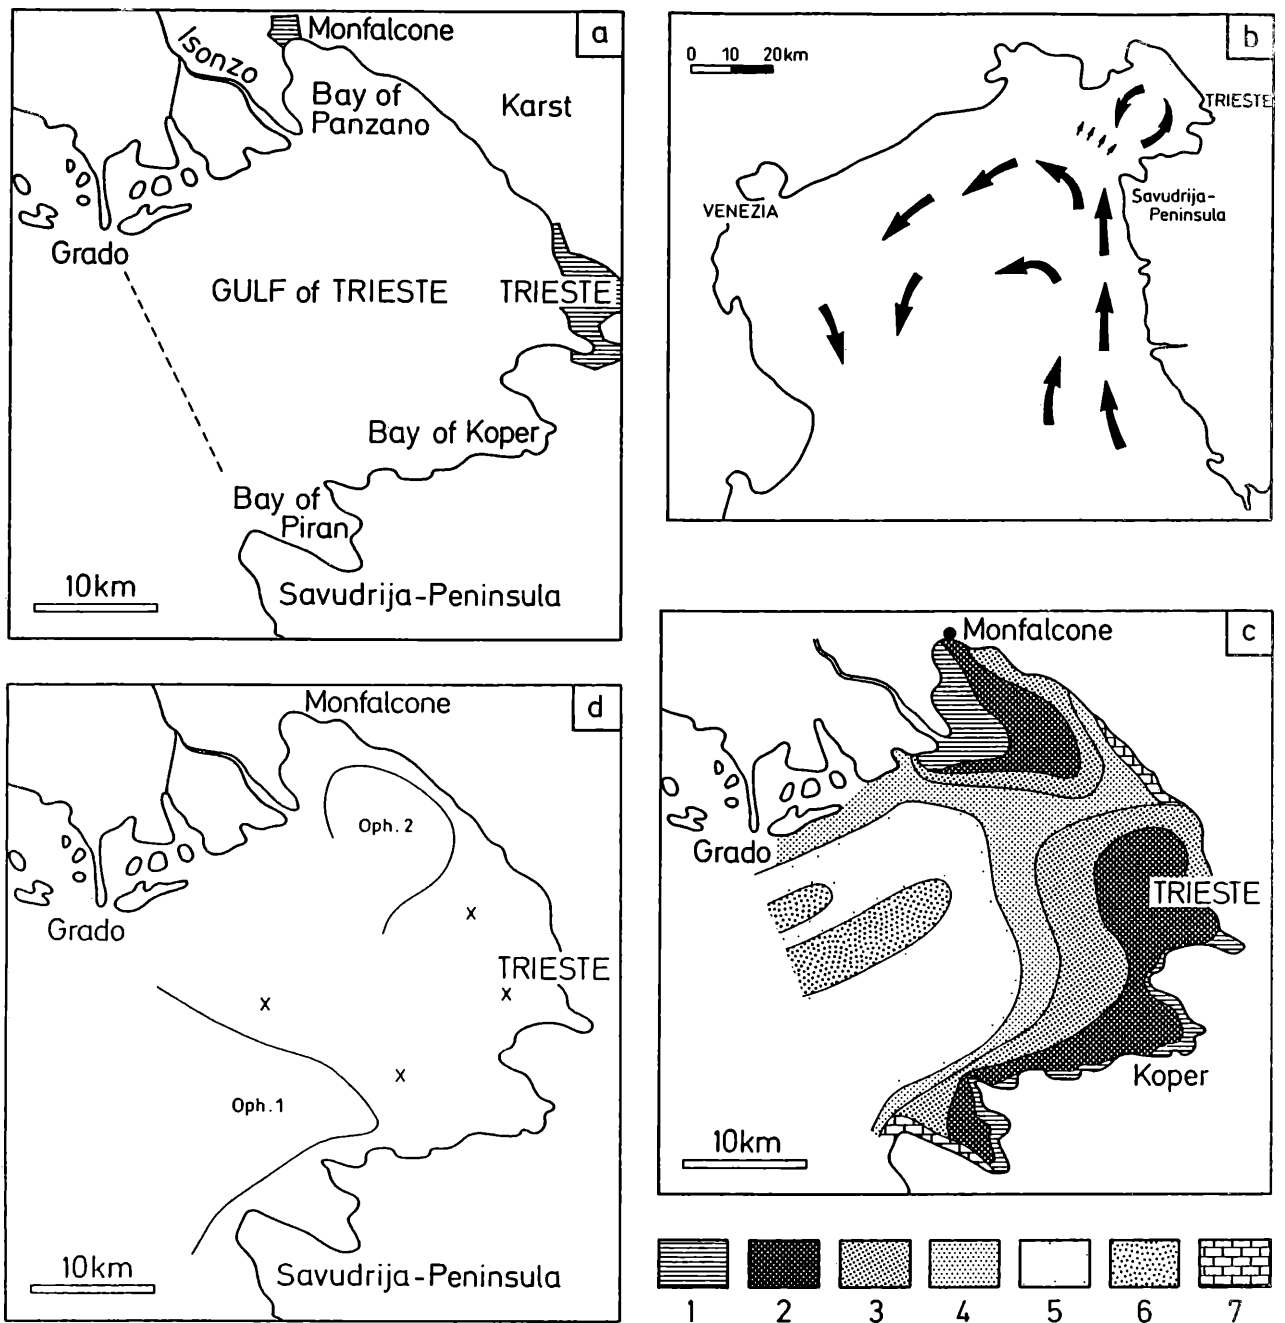 a
Monfalcone
Isonzo
Bay of
Panzano
Karst
Grado
GULF of TRIESTE
TRIESTE
Bay of Koper
Bay of
Piran
10km
Savudrija-Peninsula
b
0 10 20km
TRIESTE
VENEZIA
Savudrija-
Peninsula
c
Monfalcone
Grado
TRIESTE
Koper
10km
d
Monfalcone
Oph.2
Grado
x
TRIESTE
x
x
x
Oph.1
10km
Savudrija-Peninsula
1 2 3 4 5 6 7